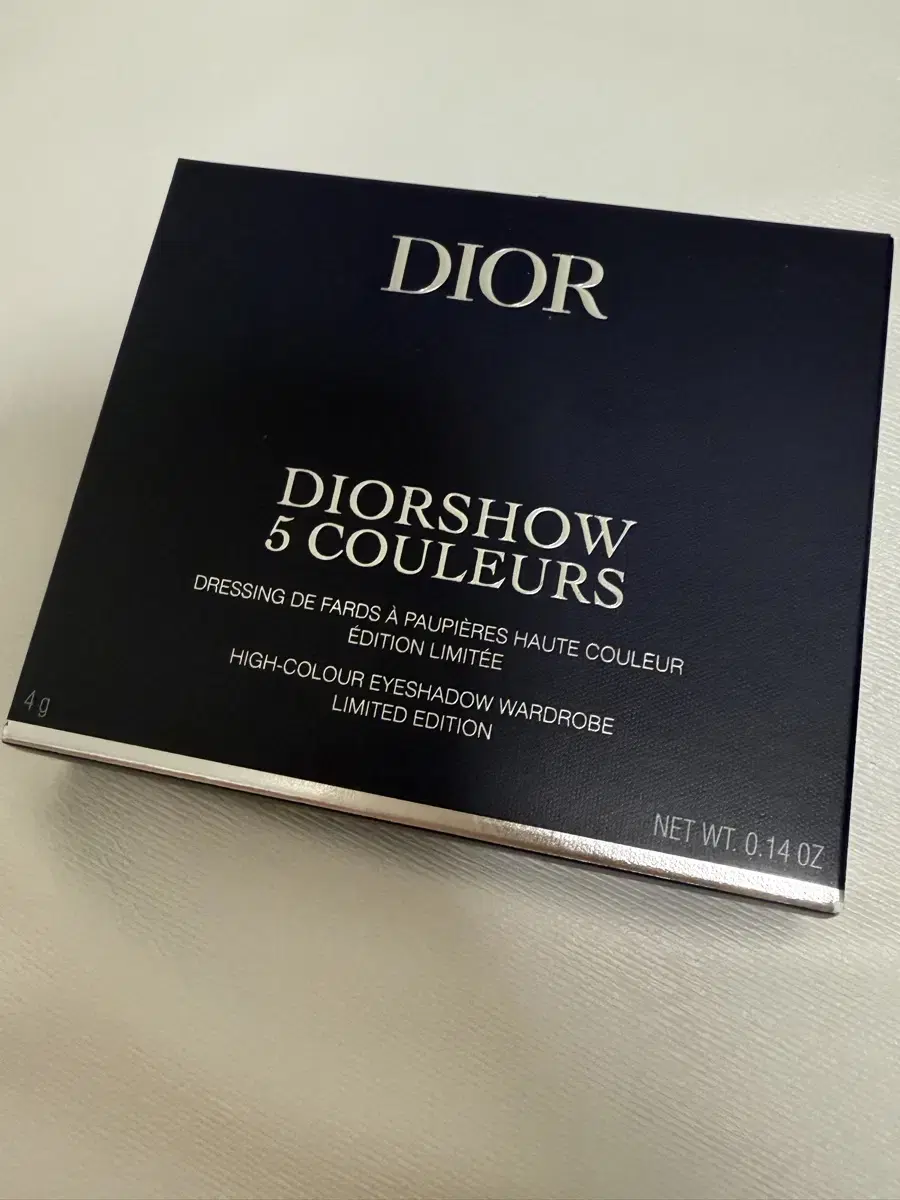 DIOR
DIORSHOW
5 COULEURS
DRESSING DE FARDS À PAUPIÈRES HAUTE COULEUR
ÉDITION LIMITÉE
HIGH-COLOUR EYESHADOW WARDROBE
LIMITED EDITION
4 g
NET WT. 0.14 OZ